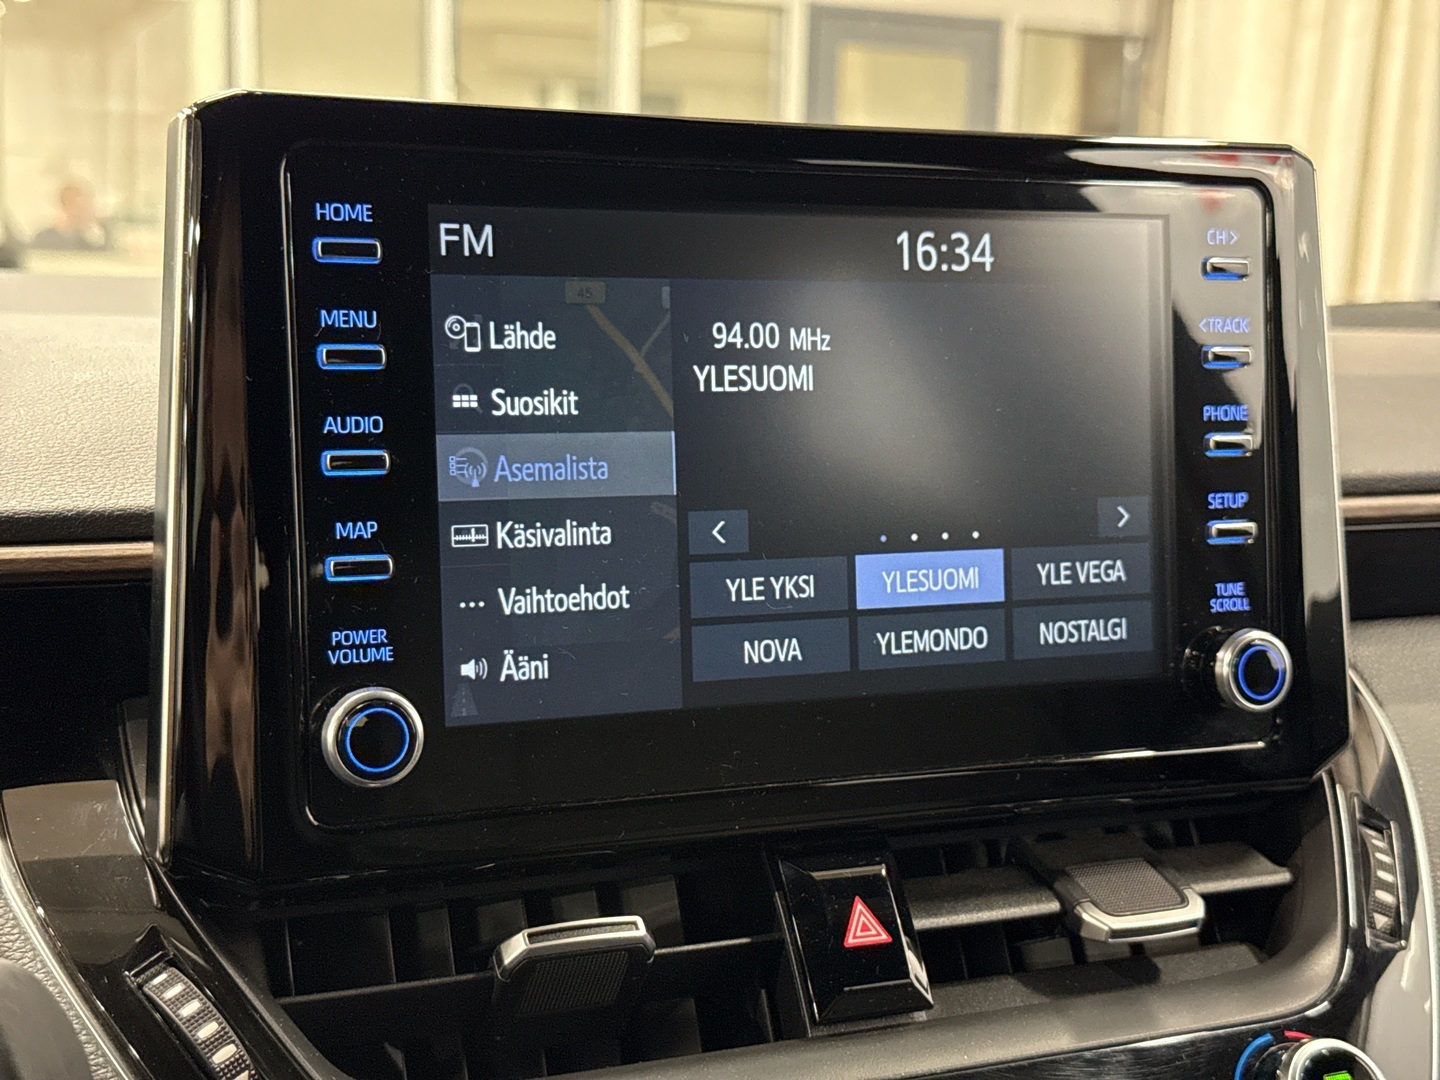 HOME
MENU
AUDIO
MAP
POWER
VOLUME
FM
16:34
45
Lähde
Suosikit
Asemalista
Käsivalinta
Vaihtoehdot
Ääni
94.00 MHz
YLESUOMI
YLE YKSI
YLESUOMI
YLE VEGA
NOVA
YLEMONDO
NOSTALGI
CH>
<TRACK
PHONE
SETUP
TUNE
SCROLL